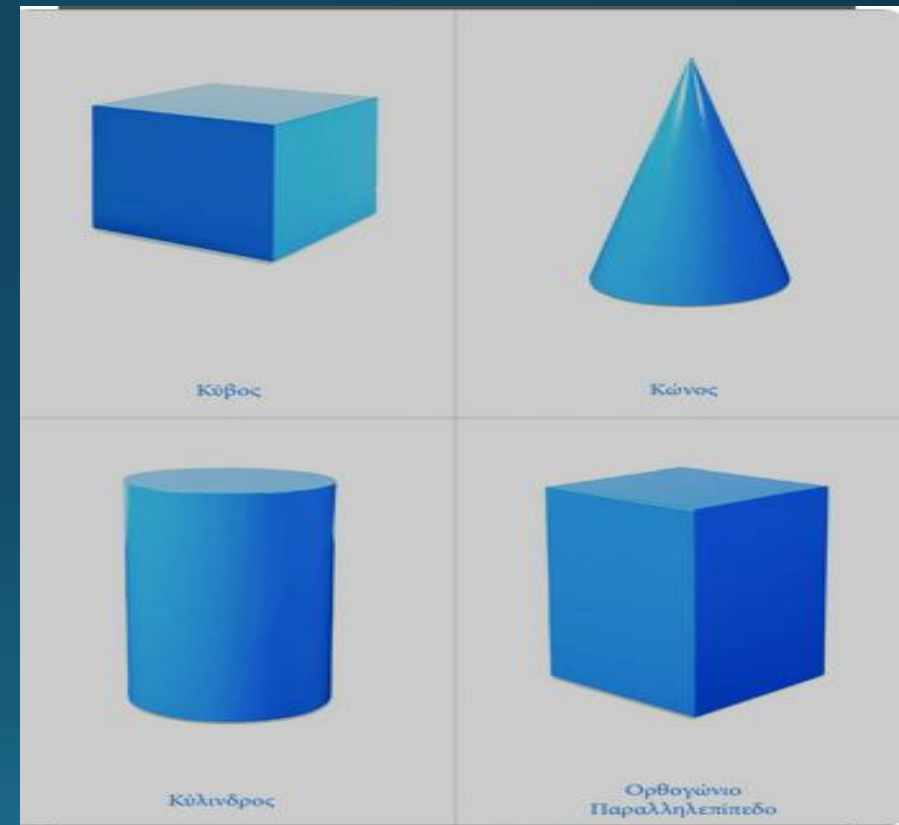 Κύβος
Κώνος
Κύλινδρος
Ορθογώνιο
Παραλληλεπίπεδο